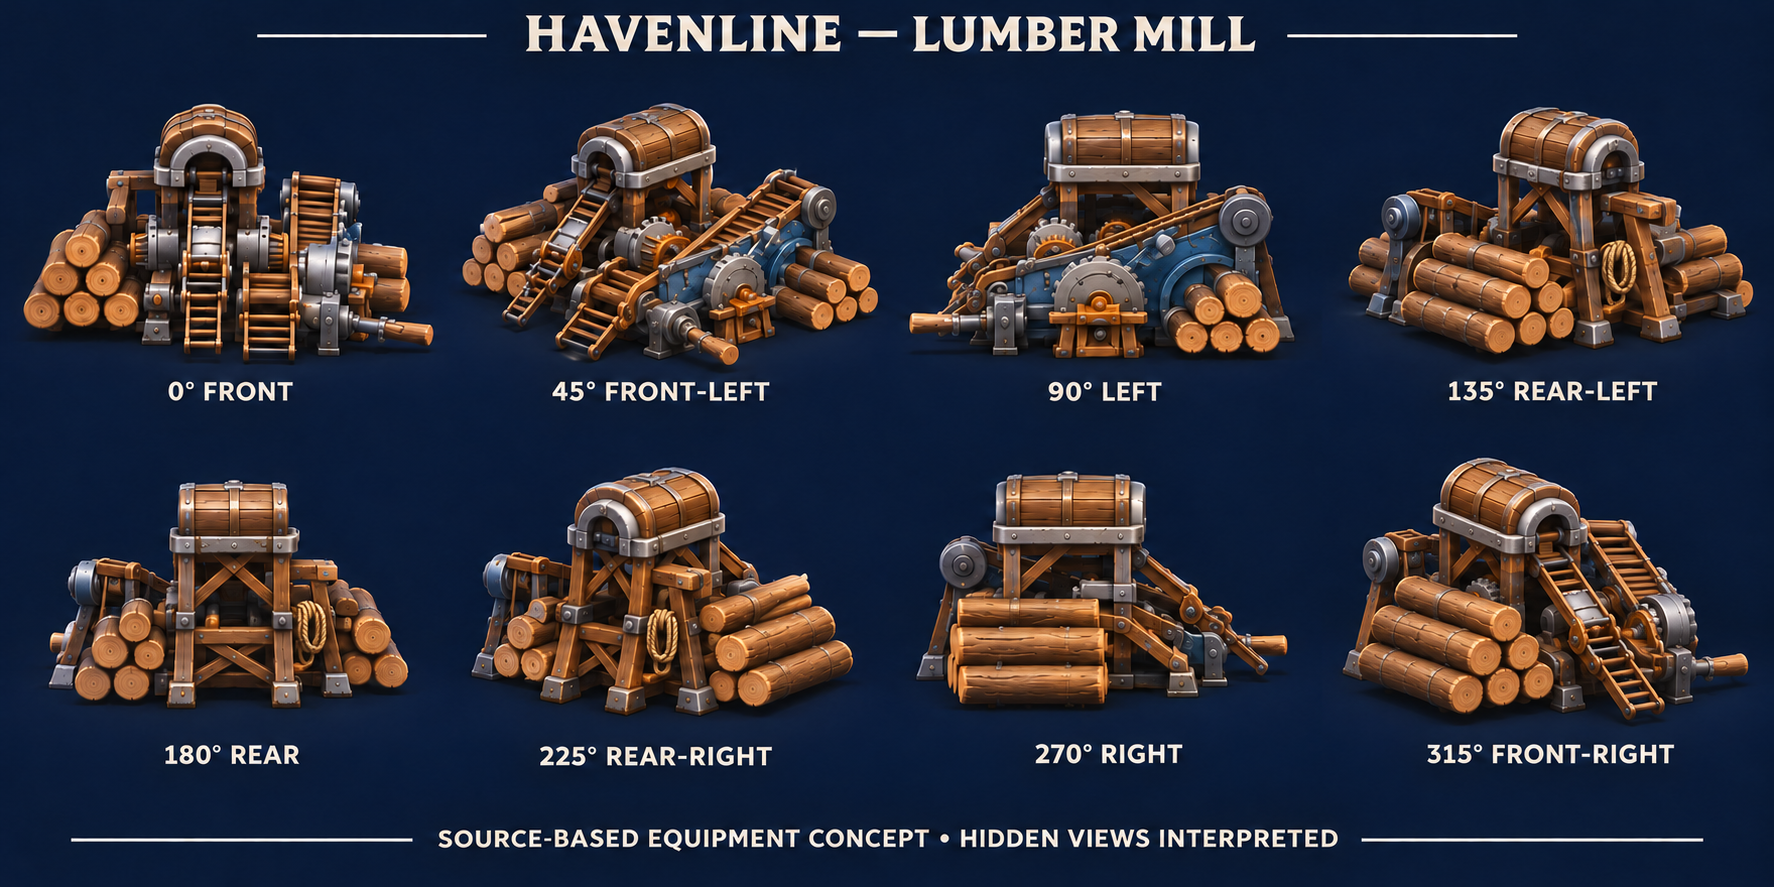 HAVENLINE — LUMBER MILL
0° FRONT
45° FRONT-LEFT
90° LEFT
135° REAR-LEFT
180° REAR
225° REAR-RIGHT
270° RIGHT
315° FRONT-RIGHT
SOURCE-BASED EQUIPMENT CONCEPT • HIDDEN VIEWS INTERPRETED